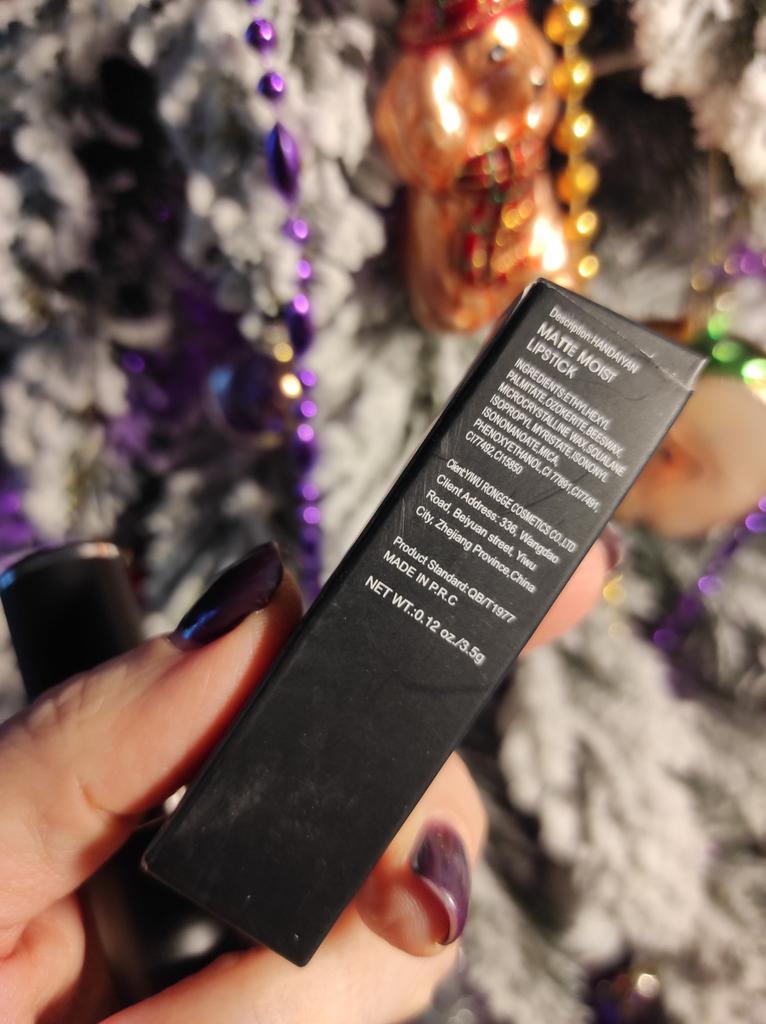 Description:HANDAIYAN
MATTE MOIST
LIPSTICK
INGREDIENTS:ETHYLHEXYL
PALMITATE,OZOKERITE,BEESWAX,
MICROCRYSTALLINE WAX,SQUALANE
ISOPROPYL MYRISTATE,ISONONYL
ISONONANOATE,MICA,
PHENOXYETHANOL,CI 77891,CI77491,
CI77492,CI15850
Client:YIWU RONGGE COSMETICS CO.LTD
Client Address: 336, Wangdao
Road, Beiyuan street, Yiwu
City, Zhejiang Province,China
Product Standard:QB/T1977
MADE IN P.R.C
NET WT.:0.12 oz./3.5g